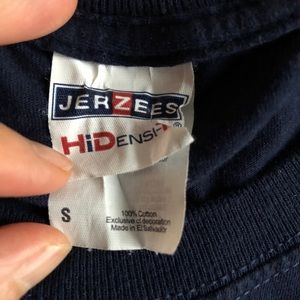 JERZEES
HiDENSI
®
S
100% Cotton
Exclusive of decoration
Made in El Salvador